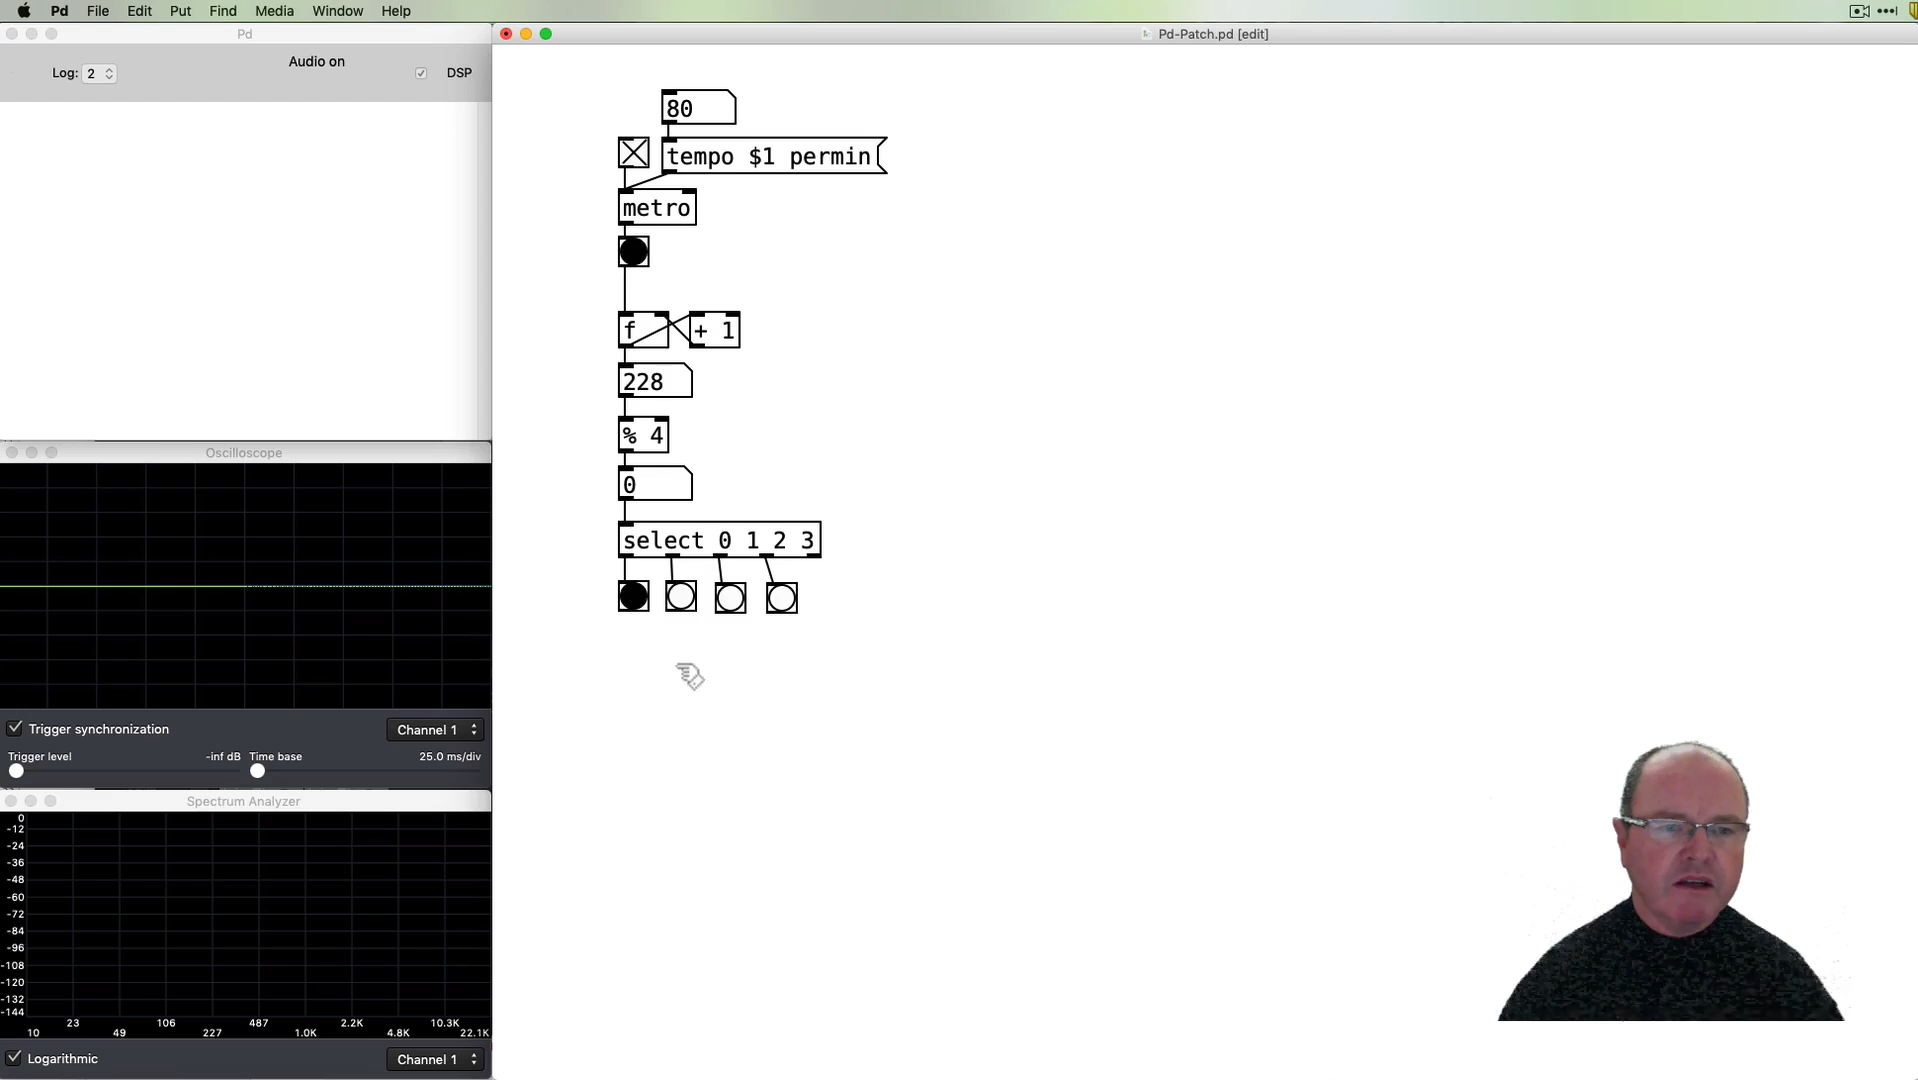 Pd File Edit Put Find Media Window Help
Pd
Log: 2
Audio on
DSP
Pd-Patch.pd [edit]
80
tempo $1 permin
metro
f
+ 1
228
% 4
0
select 0 1 2 3
Oscilloscope
Trigger synchronization
Channel 1
Trigger level
-inf dB
Time base
25.0 ms/div
Spectrum Analyzer
0
-12
-24
-36
-48
-60
-72
-84
-96
-108
-120
-132
-144
23 106 487 2.2K 10.3K
10 49 227 1.0K 4.8K 22.1K
Logarithmic
Channel 1